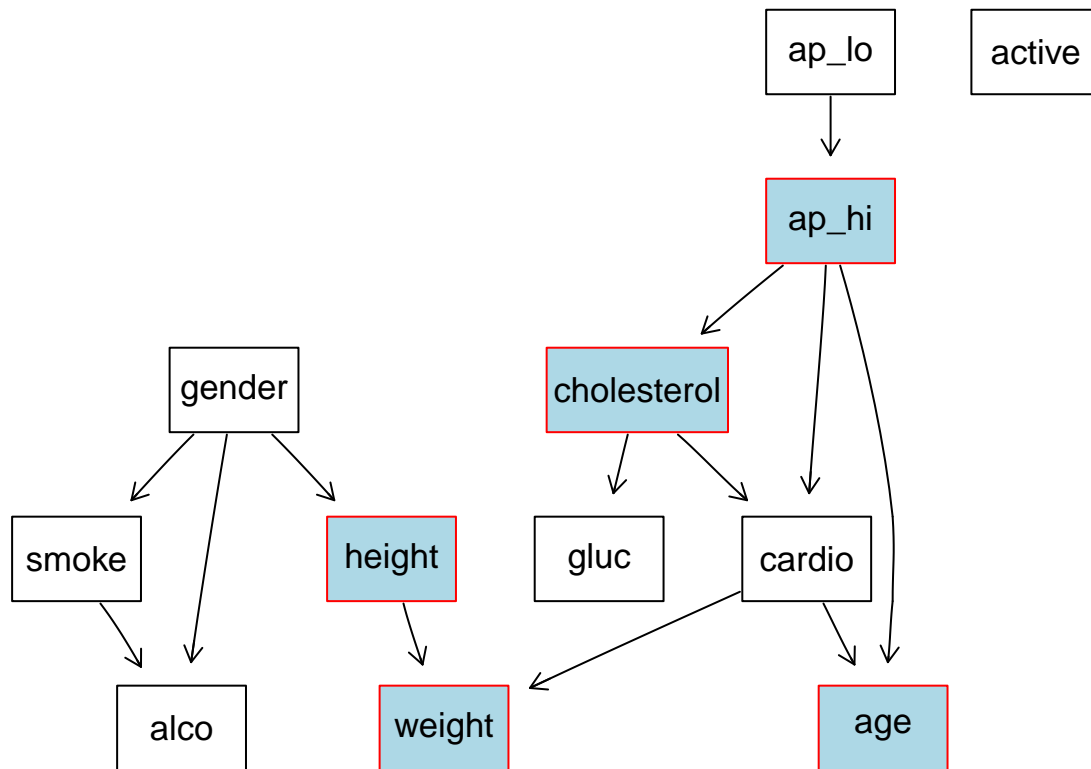 ap_lo
active
ap_hi
gender
cholesterol
smoke
height
gluc
cardio
alco
weight
age